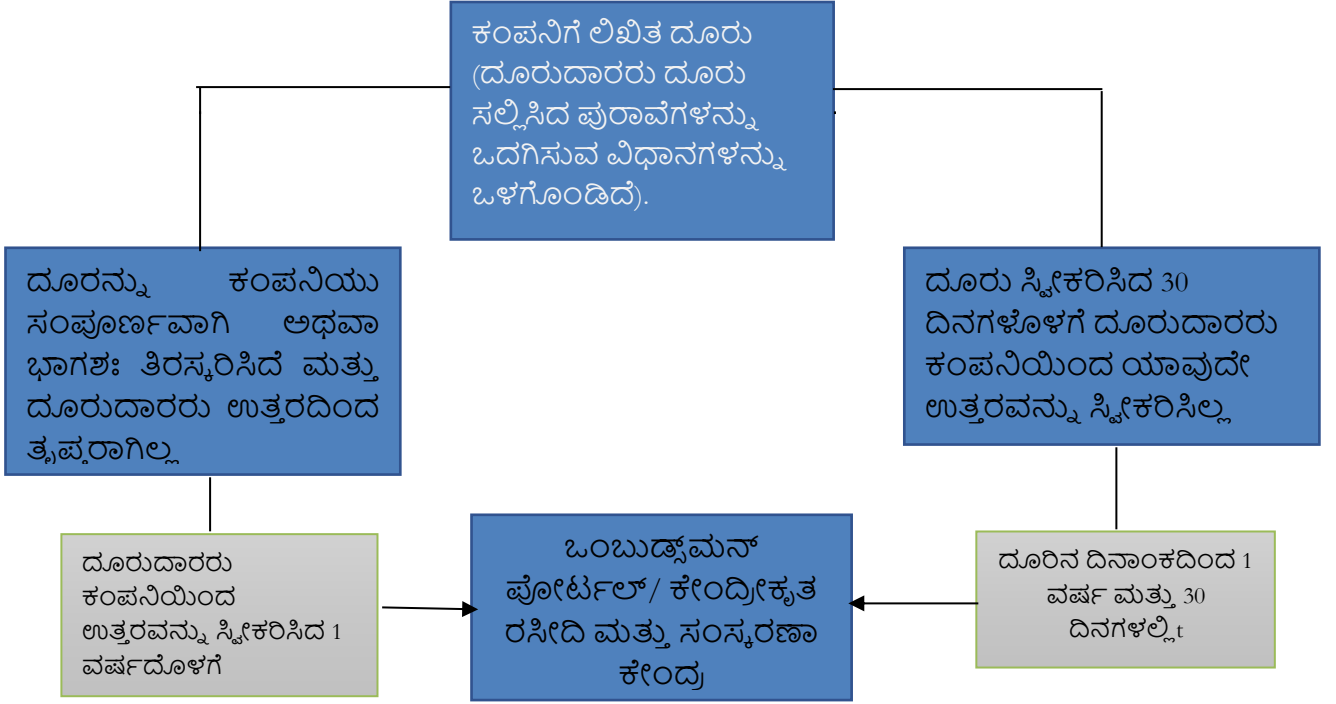 ಕಂಪನಿಗೆ ಲಿಖಿತ ದೂರು
(ದೂರುದಾರರು ದೂರು
ಸಲ್ಲಿಸಿದ ಪುರಾವೆಗಳನ್ನು
ಒದಗಿಸುವ ವಿಧಾನಗಳನ್ನು
ಒಳಗೊಂಡಿದೆ).
ದೂರನ್ನು ಕಂಪನಿಯು
ಸಂಪೂರ್ಣವಾಗಿ ಅಥವಾ
ಭಾಗಶಃ ತಿರಸ್ಕರಿಸಿದೆ ಮತ್ತು
ದೂರುದಾರರು ಉತ್ತರದಿಂದ
ತೃಪ್ತರಾಗಿಲ್ಲ
ದೂರು ಸ್ವೀಕರಿಸಿದ 30
ದಿನಗಳೊಳಗೆ ದೂರುದಾರರು
ಕಂಪನಿಯಿಂದ ಯಾವುದೇ
ಉತ್ತರವನ್ನು ಸ್ವೀಕರಿಸಿಲ್ಲ
ದೂರುದಾರರು
ಕಂಪನಿಯಿಂದ
ಉತ್ತರವನ್ನು ಸ್ವೀಕರಿಸಿದ 1
ವರ್ಷದೊಳಗೆ
ಒಂಬುಡ್ಸ್‌ಮನ್
ಪೋರ್ಟಲ್/ ಕೇಂದ್ರೀಕೃತ
ರಸೀದಿ ಮತ್ತು ಸಂಸ್ಕರಣಾ
ಕೇಂದ್ರ
ದೂರಿನ ದಿನಾಂಕದಿಂದ 1
ವರ್ಷ ಮತ್ತು 30
ದಿನಗಳಲ್ಲಿ t